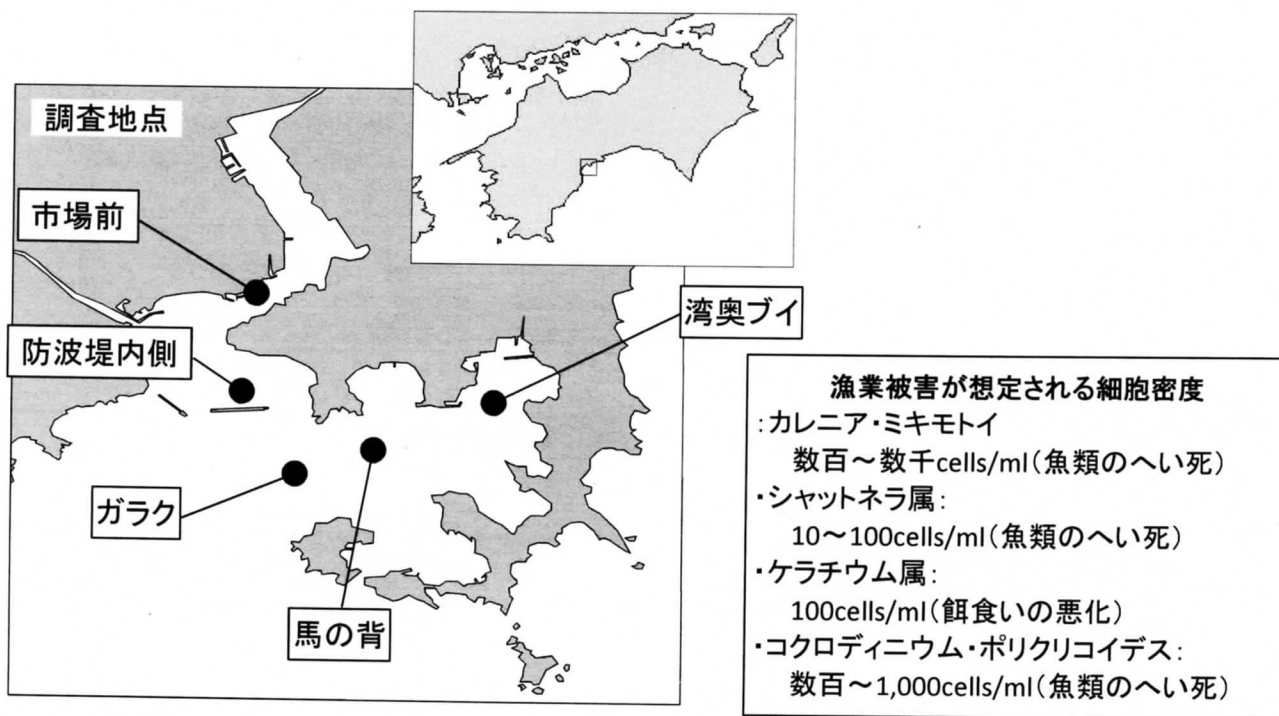 調査地点
市場前
湾奥ブイ
防波堤内側
ガラク
馬の背
漁業被害が想定される細胞密度
:カレニア・ミキモトイ
数百～数千cells/ml(魚類のへい死)
・シャットネラ属:
10～100cells/ml(魚類のへい死)
・ケラチウム属:
100cells/ml(餌食いの悪化)
・コクロディニウム・ポリクリコイデス:
数百～1,000cells/ml(魚類のへい死)